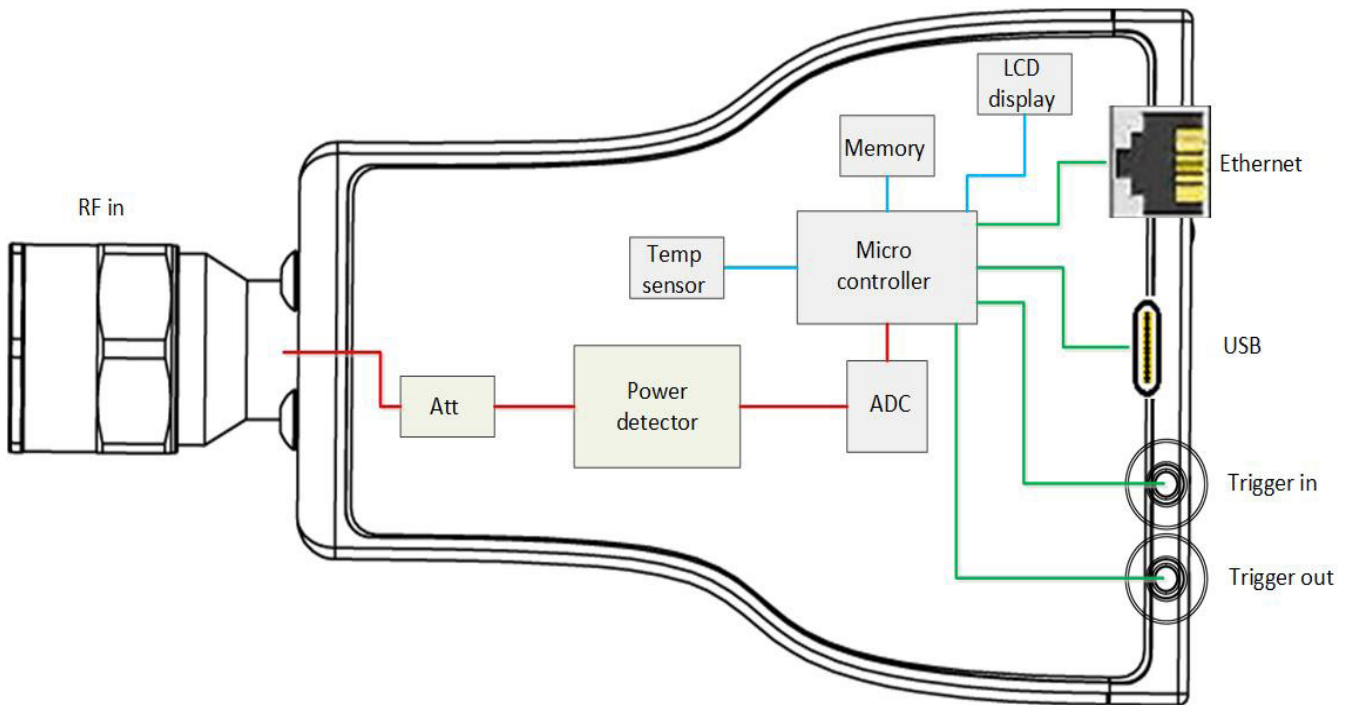 LCD
display
Memory
Ethernet
RF in
Micro
controller
Temp
sensor
USB
Power
detector
ADC
Att
Trigger in
Trigger out